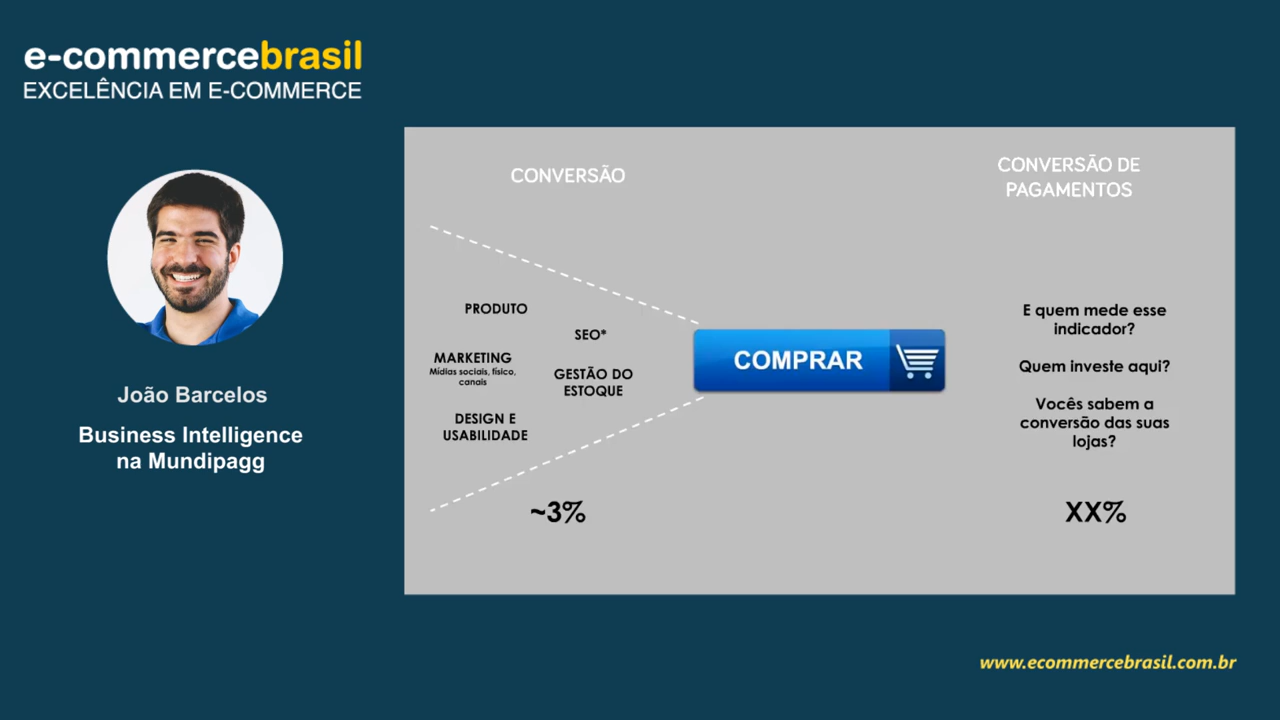 e-commercebrasil
EXCELÊNCIA EM E-COMMERCE
João Barcelos
Business Intelligence
na Mundipagg
CONVERSÃO
PRODUTO
SEO*
MARKETING
Mídias sociais, físico,
canais
GESTÃO DO
ESTOQUE
DESIGN E
USABILIDADE
~3%
COMPRAR
CONVERSÃO DE
PAGAMENTOS
E quem mede esse
indicador?
Quem investe aqui?
Vocês sabem a
conversão das suas
lojas?
XX%
www.ecommercebrasil.com.br